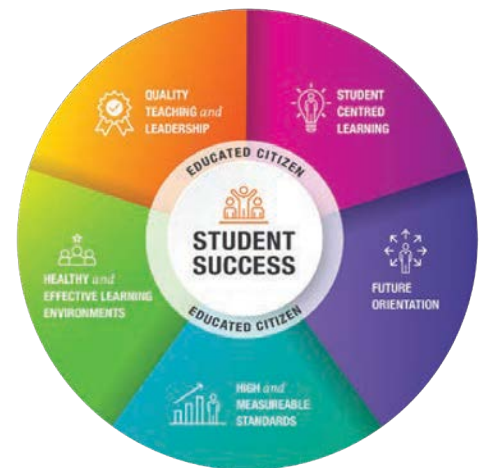 QUALITY
TEACHING and
LEADERSHIP
STUDENT
CENTRED
LEARNING
EDUCATED CITIZEN
STUDENT
SUCCESS
EDUCATED CITIZEN
HEALTHY and
EFFECTIVE LEARNING
ENVIRONMENTS
FUTURE
ORIENTATION
HIGH and
MEASUREABLE
STANDARDS